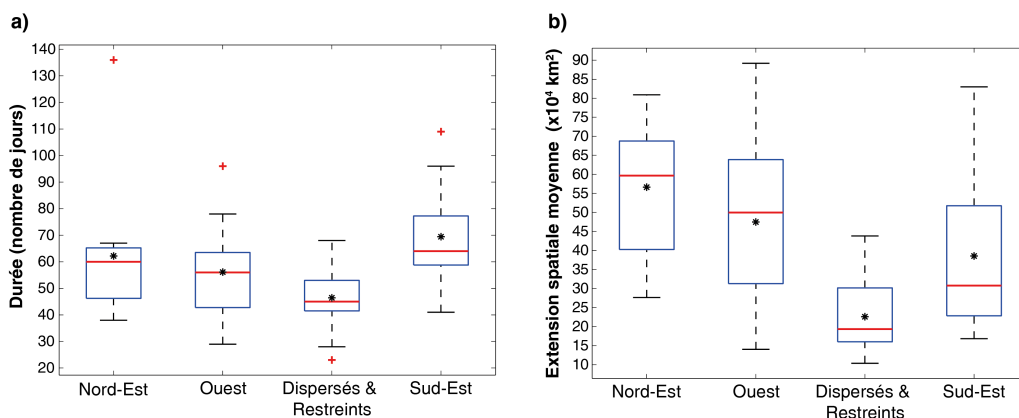 a)
Durée (nombre de jours)
140
130
120
110
100
90
80
70
60
50
40
30
20
Nord-Est
Ouest
Dispersés &
Restreints
Sud-Est
b)
Extension spatiale moyenne (x10⁴ km²)
90
85
80
75
70
65
60
55
50
45
40
35
30
25
20
15
10
Nord-Est
Ouest
Dispersés &
Restreints
Sud-Est